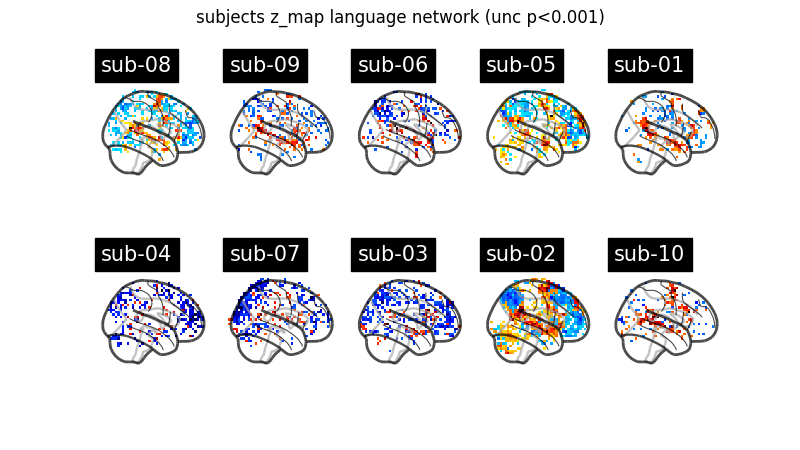 subjects z_map language network (unc p<0.001)
sub-08 sub-09 sub-06 sub-05 sub-01
sub-04 sub-07 sub-03 sub-02 sub-10